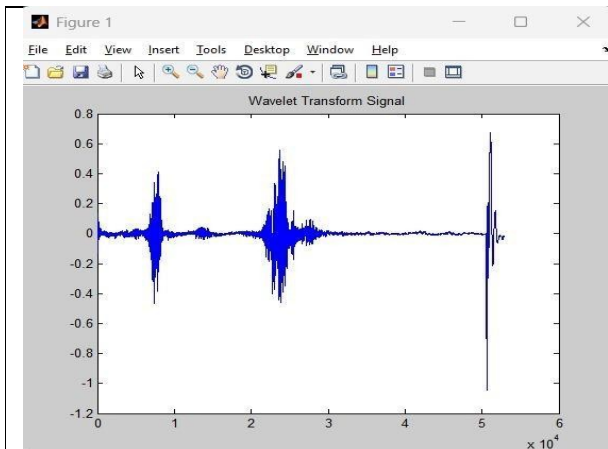 Figure 1
File Edit View Insert Tools Desktop Window Help
Wavelet Transform Signal
0.8
0.6
0.4
0.2
0
-0.2
-0.4
-0.6
-0.8
-1
-1.2
0 1 2 3 4 5 6
x 10⁴